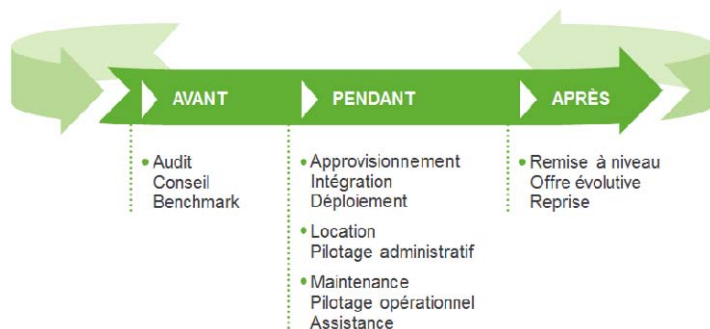 AVANT
PENDANT
APRÈS
• Audit
Conseil
Benchmark
• Approvisionnement
Intégration
Déploiement
• Location
Pilotage administratif
• Maintenance
Pilotage opérationnel
Assistance
• Remise à niveau
Offre évolutive
Reprise